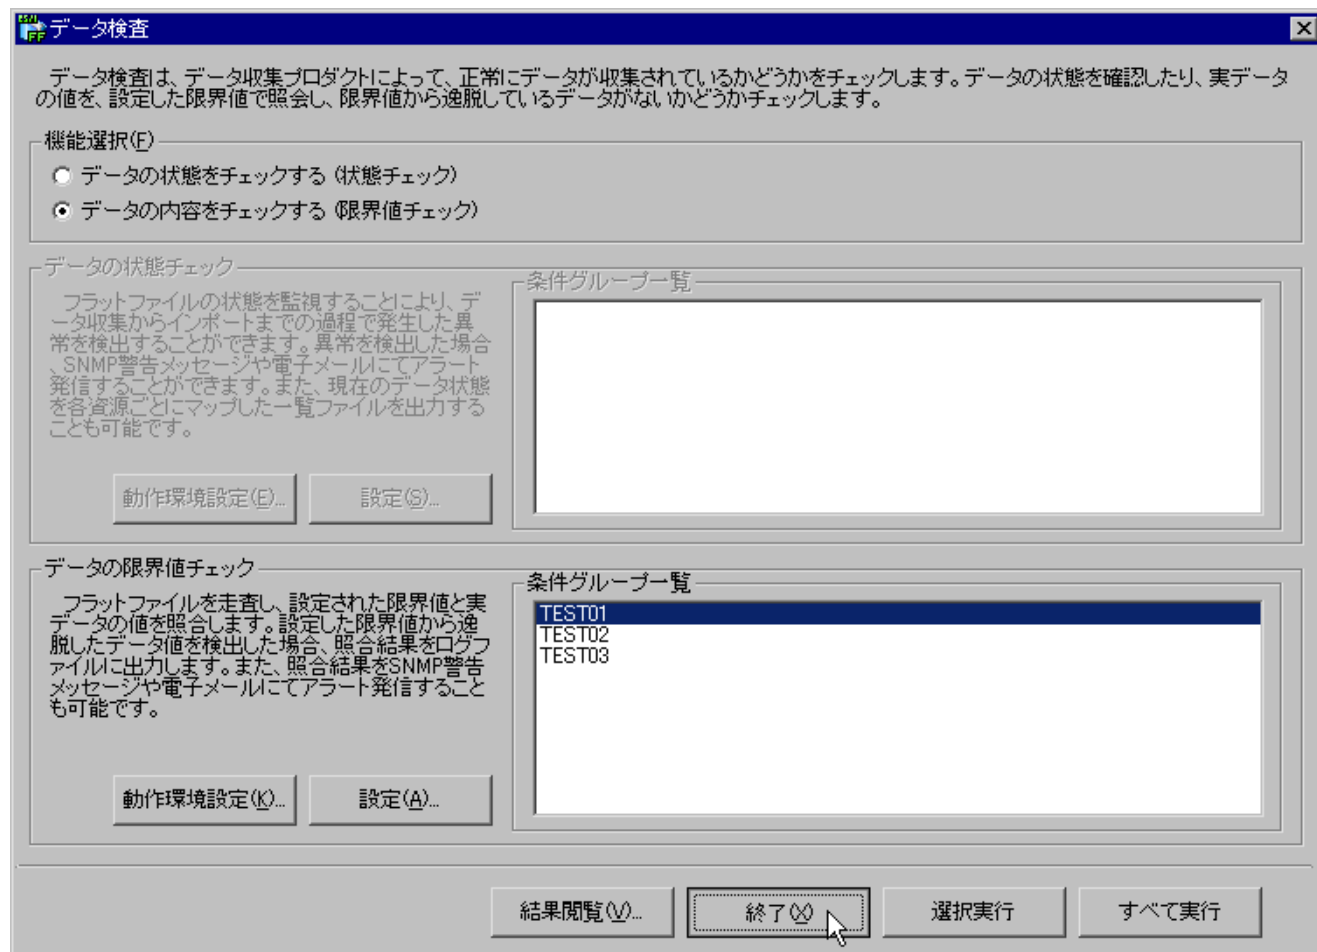 データ検査
データ検査は、データ収集プロダクトによって、正常にデータが収集されているかどうかをチェックします。データの状態を確認したり、実データ
の値を、設定した限界値で照会し、限界値から逸脱しているデータがないかどうかチェックします。
機能選択(F)
データの状態をチェックする (状態チェック)
データの内容をチェックする (限界値チェック)
データの状態チェック
フラットファイルの状態を監視することにより、デ
ータ収集からインポートまでの過程で発生した異
常を検出することができます。異常を検出した場合
、SNMP警告メッセージや電子メールにてアラート
発信することができます。また、現在のデータ状態
を各資源ごとにマップした一覧ファイルを出力する
ことも可能です。
動作環境設定(E)...
設定(S)...
条件グループ一覧
データの限界値チェック
フラットファイルを走査し、設定された限界値と実
データの値を照合します。設定した限界値から逸
脱したデータ値を検出した場合、照合結果をログフ
ァイルに出力します。また、照合結果をSNMP警告
メッセージや電子メールにてアラート発信すること
も可能です。
動作環境設定(K)...
設定(A)...
条件グループ一覧
TEST01
TEST02
TEST03
結果閲覧(V)...
終了(X)
選択実行
すべて実行